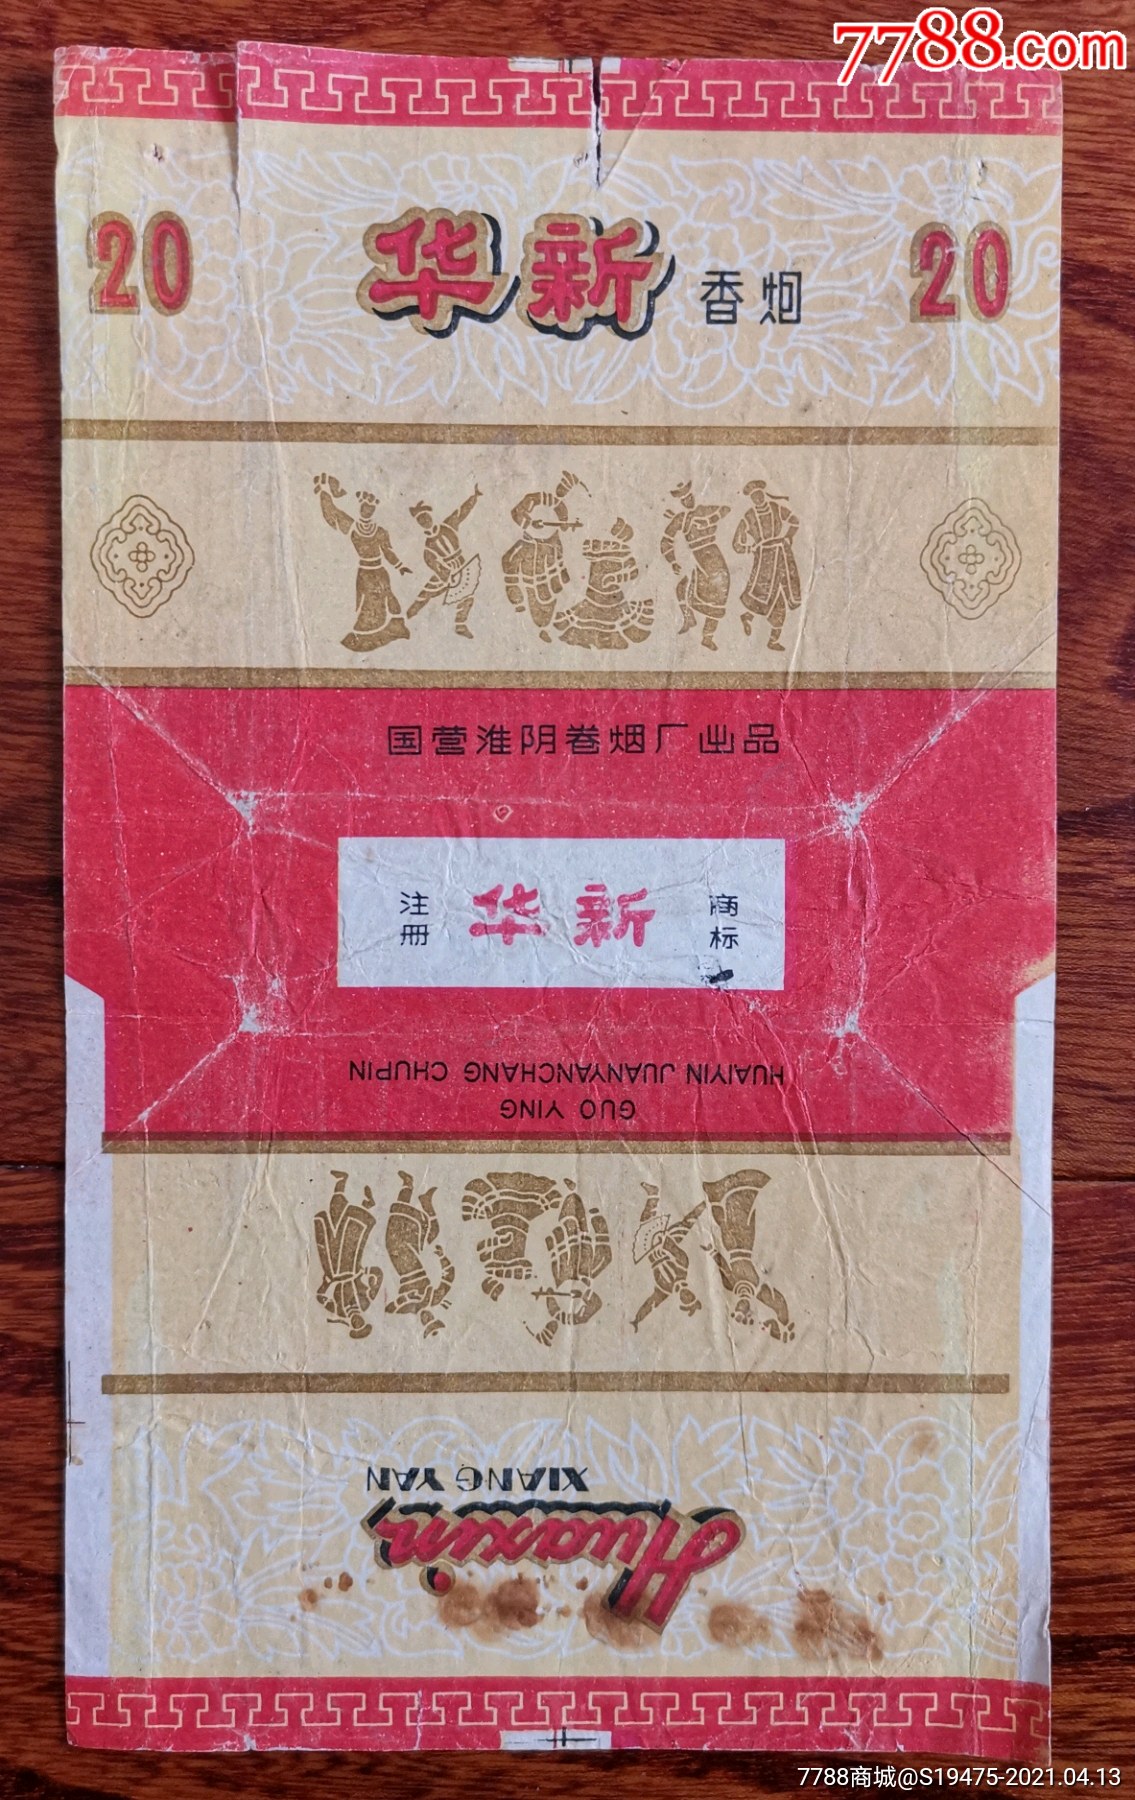 7788.com
20 华新 香烟 20
国营淮阴卷烟厂出品
注册 华新 商标
HUAIYIN JUANYANCHANG CHUPIN
GUO YING
XIANG YAN
Huaxin
7788商城@S19475-2021.04.13